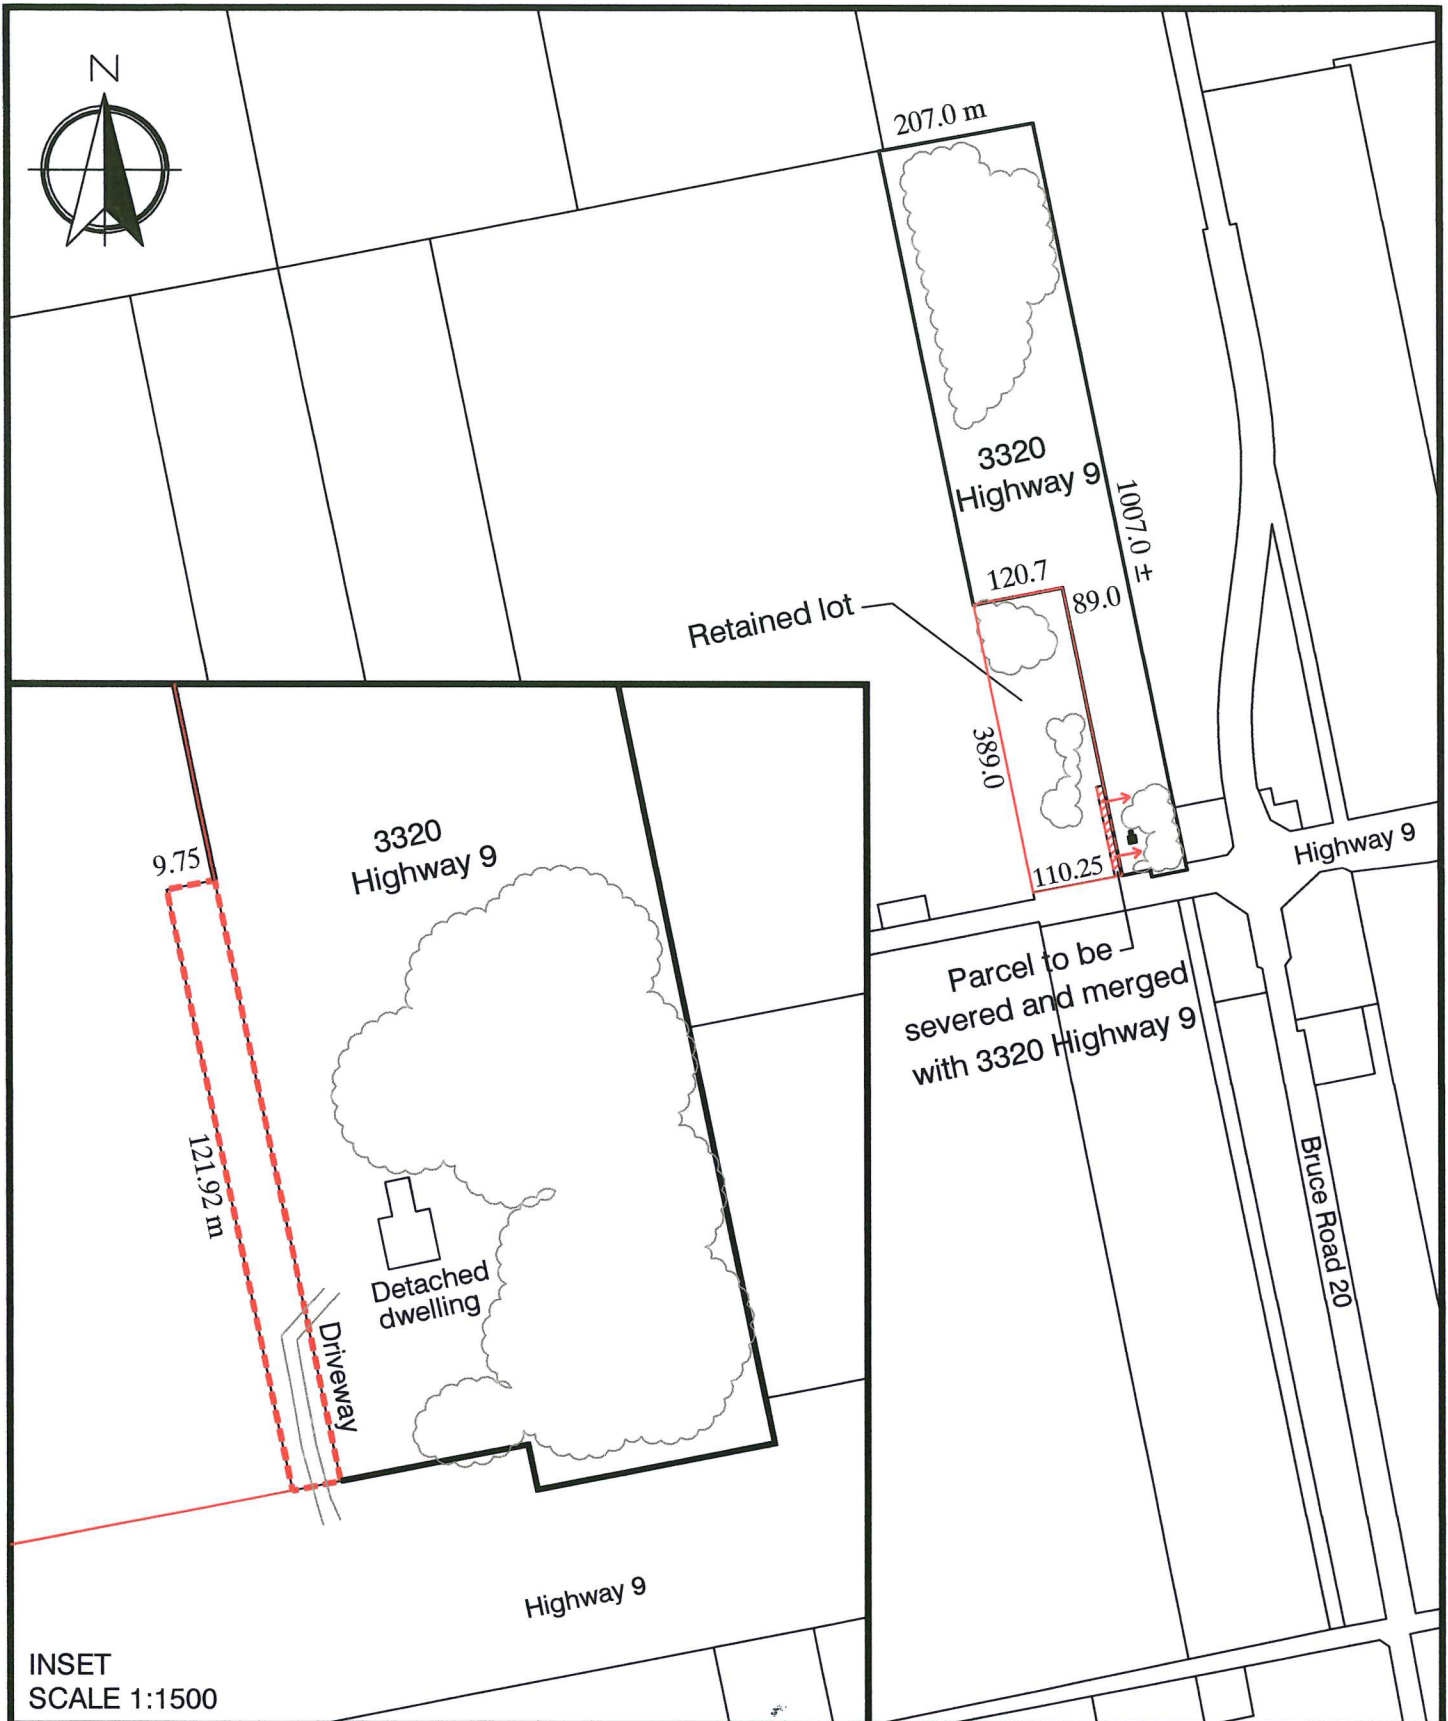 N
207.0 m
3320
Highway 9
1007.0 ±
120.7
89.0
Retained lot
389.0
110.25
Highway 9
Parcel to be
severed and merged
with 3320 Highway 9
Bruce Road 20
9.75
3320
Highway 9
121.92 m
Detached
dwelling
Driveway
Highway 9
INSET
SCALE 1:1500